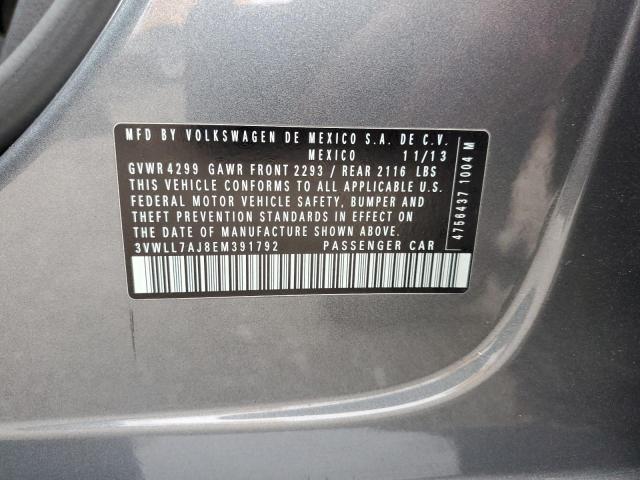 MFD BY VOLKSWAGEN DE MEXICO S.A. DE C.V.
MEXICO 11/13
GVWR 4299 GAWR FRONT 2293 / REAR 2116 LBS
THIS VEHICLE CONFORMS TO ALL APPLICABLE U.S.
FEDERAL MOTOR VEHICLE SAFETY, BUMPER AND
THEFT PREVENTION STANDARDS IN EFFECT ON
THE DATE OF MANUFACTURE SHOWN ABOVE.
3VWLL7AJ8EM391792 PASSENGER CAR
4756437 1004 M